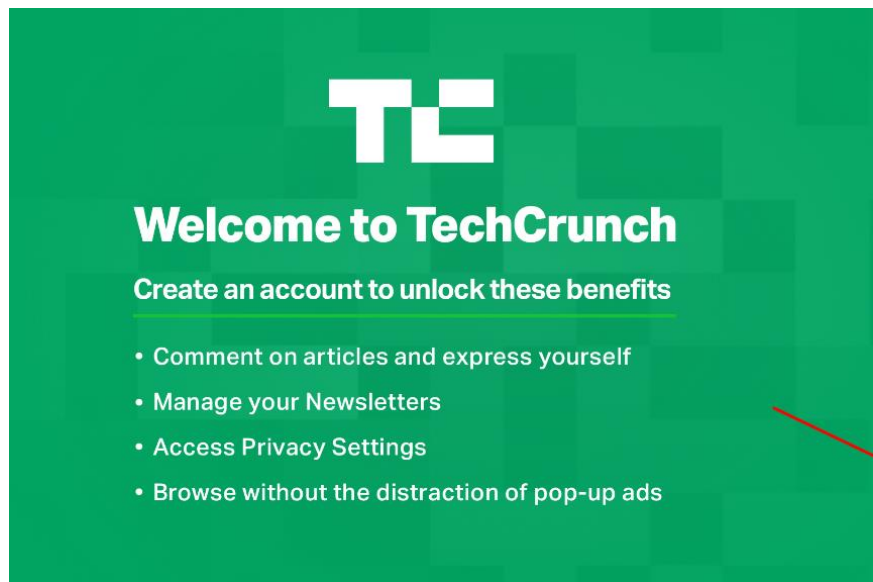 TC
Welcome to TechCrunch
Create an account to unlock these benefits
• Comment on articles and express yourself
• Manage your Newsletters
• Access Privacy Settings
• Browse without the distraction of pop-up ads